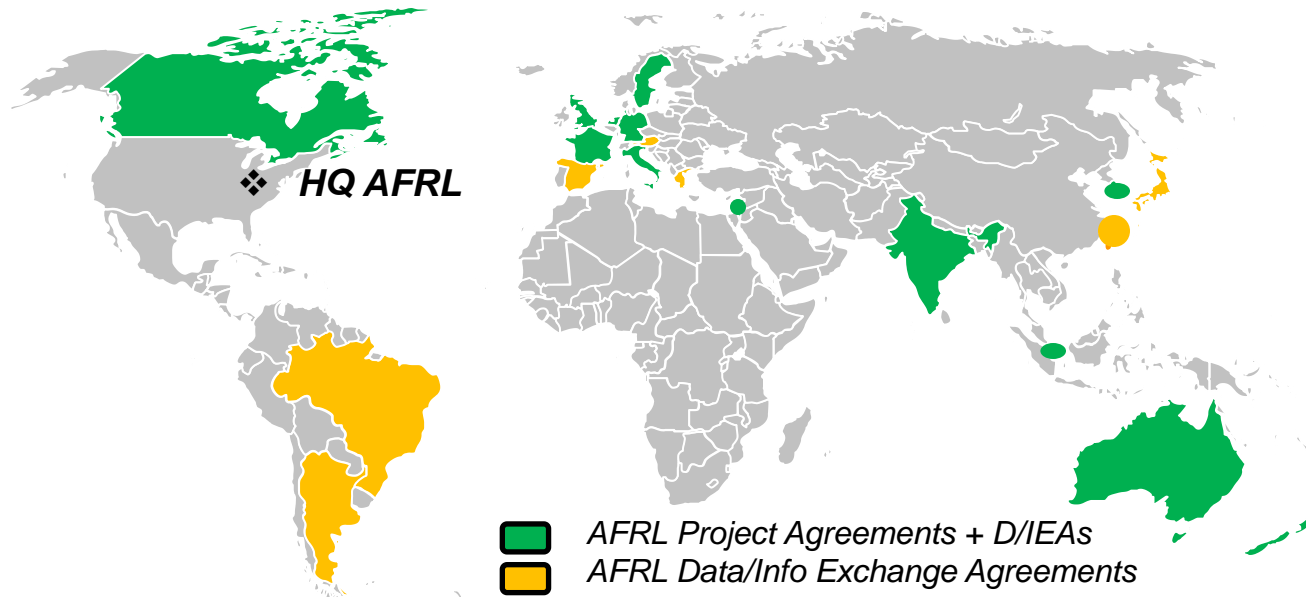 HQ AFRL
AFRL Project Agreements + D/IEAs
AFRL Data/Info Exchange Agreements